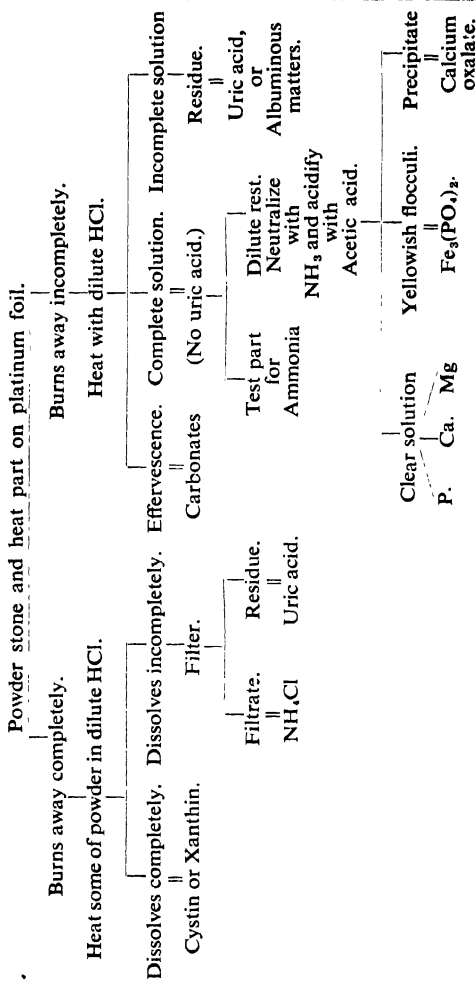 Powder stone and heat part on platinum foil.
Burns away completely.
Heat some of powder in dilute HCl.
Dissolves completely.
=
Cystin or Xanthin.
Dissolves incompletely.
Filter.
Filtrate.
=
NH₄Cl
Residue.
=
Uric acid.
Burns away incompletely.
Heat with dilute HCl.
Effervescence.
=
Carbonates
Complete solution.
=
(No uric acid.)
Test part
for
Ammonia
Dilute rest.
Neutralize
with
NH₃ and acidify
with
Acetic acid.
Clear solution
P. Ca. Mg
Yellowish flocculi.
=
Fe₃(PO₄)₂.
Precipitate
=
Calcium
oxalate.
Incomplete solution
Residue.
=
Uric acid,
or
Albuminous
matters.